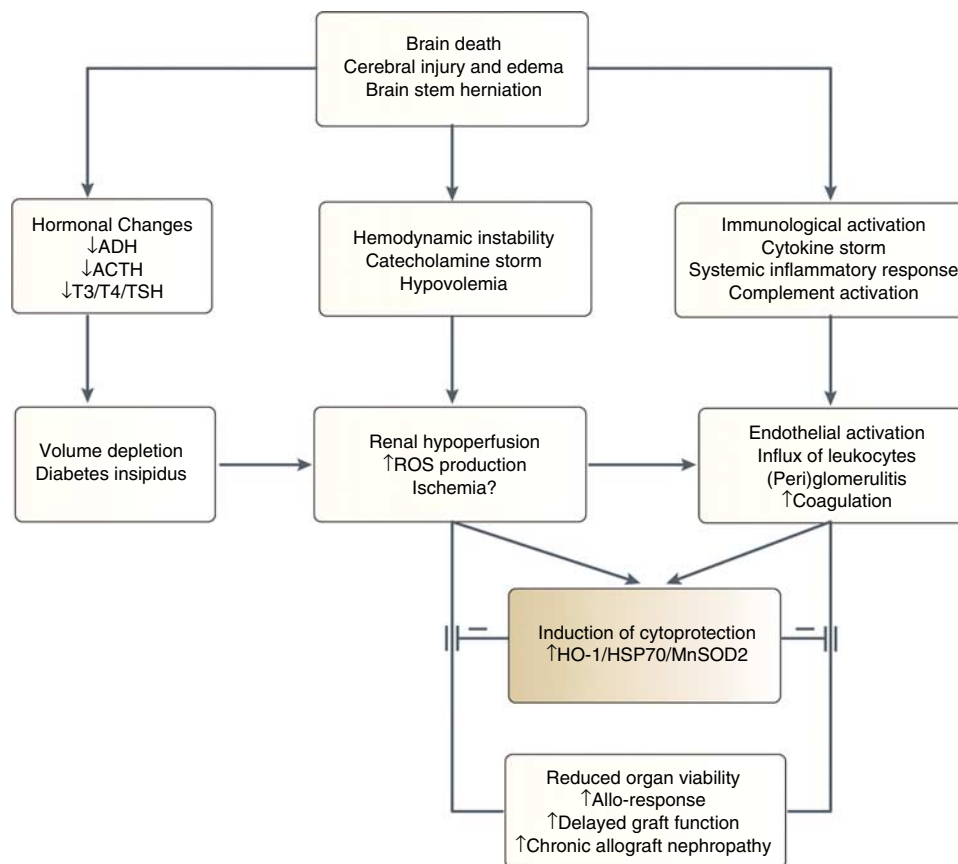 Brain death
Cerebral injury and edema
Brain stem herniation
Hormonal Changes
↓ADH
↓ACTH
↓T3/T4/TSH
Hemodynamic instability
Catecholamine storm
Hypovolemia
Immunological activation
Cytokine storm
Systemic inflammatory response
Complement activation
Volume depletion
Diabetes insipidus
Renal hypoperfusion
↑ROS production
Ischemia?
Endothelial activation
Influx of leukocytes
(Peri)glomerulitis
↑Coagulation
–
Induction of cytoprotection
↑HO-1/HSP70/MnSOD2
–
Reduced organ viability
↑Allo-response
↑Delayed graft function
↑Chronic allograft nephropathy